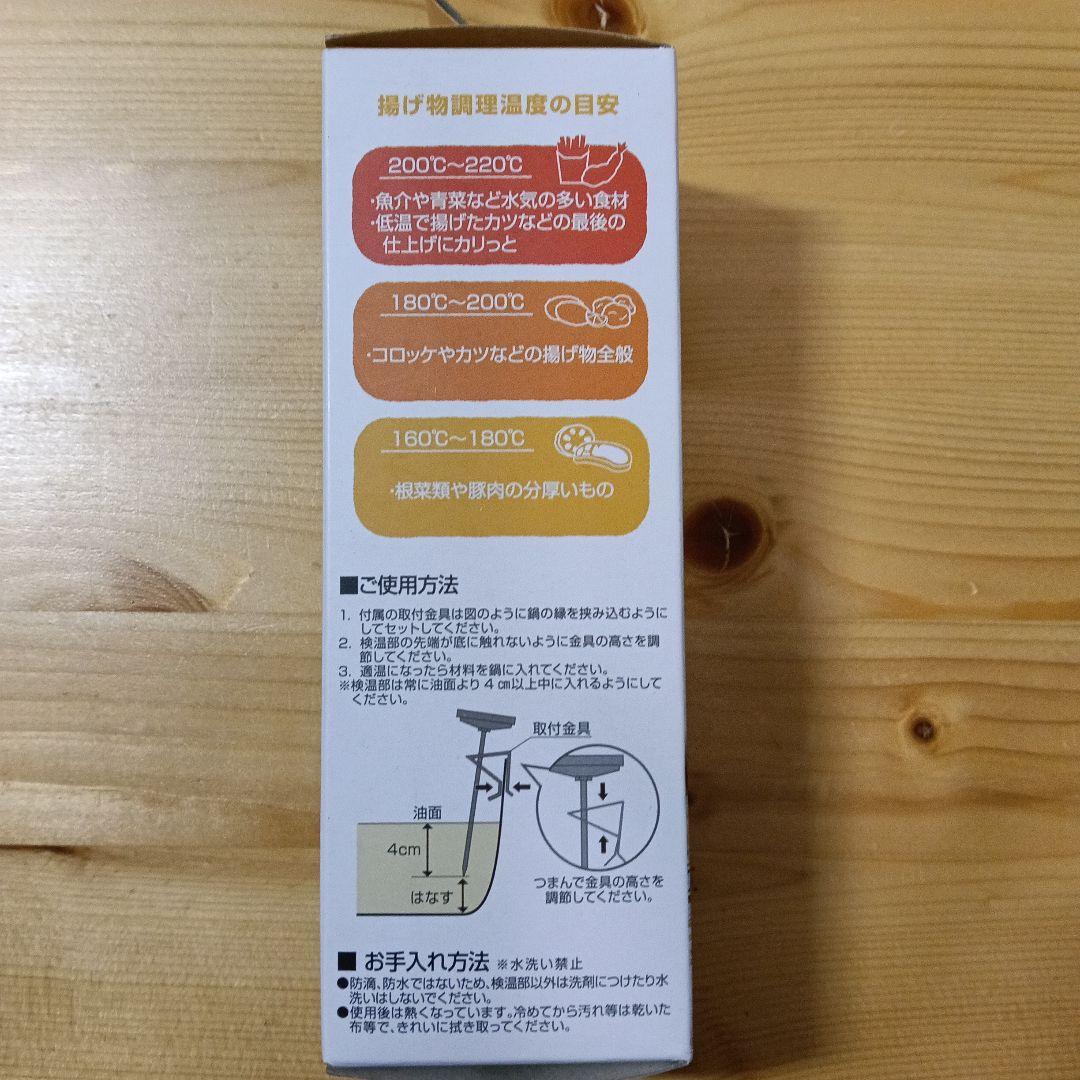 揚げ物調理温度の目安
200℃～220℃
・魚介や青菜など水気の多い食材
・低温で揚げたカツなどの最後の
仕上げにカリっと
180℃～200℃
・コロッケやカツなどの揚げ物全般
160℃～180℃
・根菜類や豚肉の分厚いもの
■ご使用方法
1. 付属の取付金具は図のように鍋の縁を挟み込むように
してセットしてください。
2. 検温部の先端が底に触れないように金具の高さを調
節してください。
3. 適温になったら材料を鍋に入れてください。
※検温部は常に油面より4㎝以上中に入れるようにして
ください。
取付金具
油面
4cm
はなす
つまんで金具の高さを
調節してください。
■ お手入れ方法 ※水洗い禁止
●防滴、防水ではないため、検温部以外は洗剤につけたり水
洗いはしないでください。
●使用後は熱くなっています。冷めてから汚れ等は乾いた
布等で、きれいに拭き取ってください。